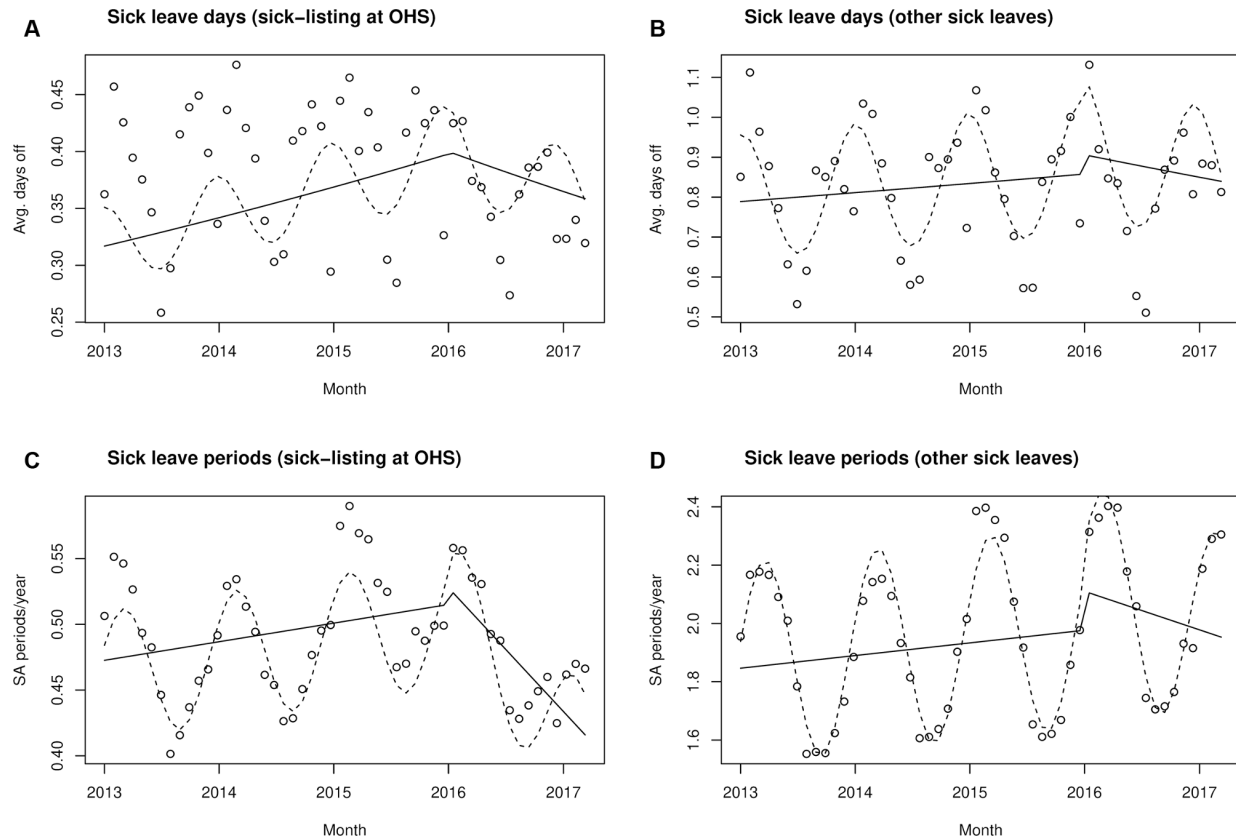 A
Sick leave days (sick−listing at OHS)
Avg. days off
0.45
0.40
0.35
0.30
0.25
2013 2014 2015 2016 2017
Month
B
Sick leave days (other sick leaves)
Avg. days off
1.1
1.0
0.9
0.8
0.7
0.6
0.5
2013 2014 2015 2016 2017
Month
C
Sick leave periods (sick−listing at OHS)
SA periods/year
0.55
0.50
0.45
0.40
2013 2014 2015 2016 2017
Month
D
Sick leave periods (other sick leaves)
SA periods/year
2.4
2.2
2.0
1.8
1.6
2013 2014 2015 2016 2017
Month